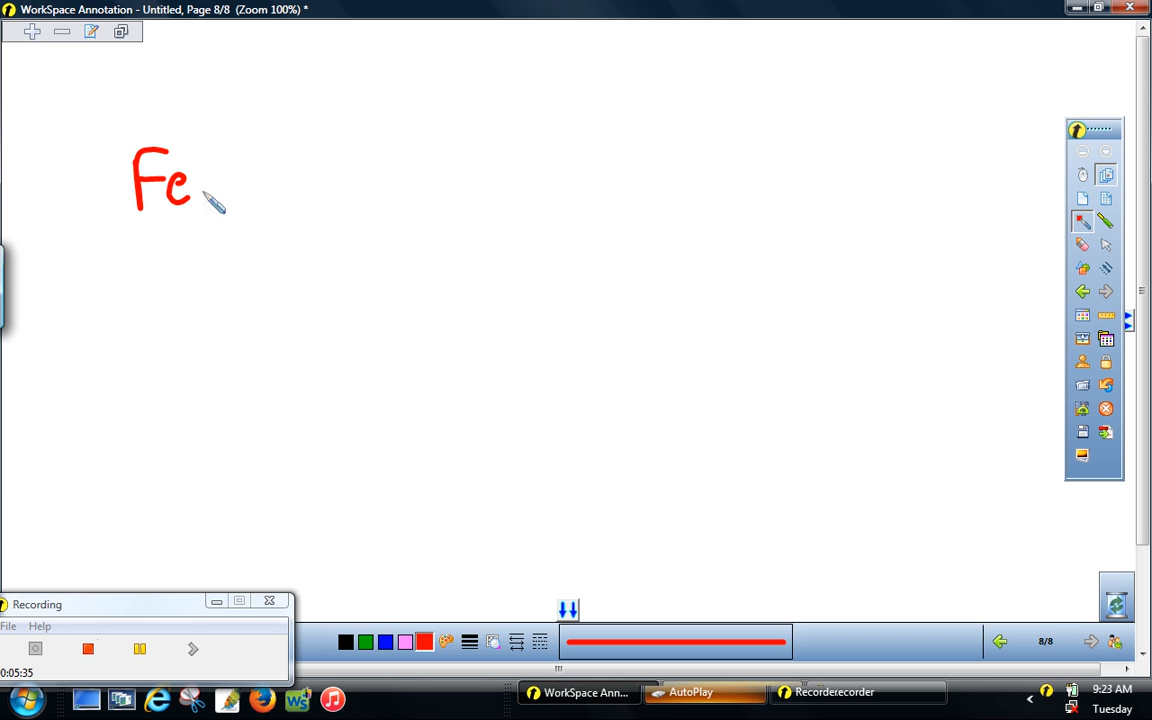 WorkSpace Annotation - Untitled, Page 8/8 (Zoom 100%) *
Fe
Recording
File Help
0:05:35
8/8
WorkSpace Ann...
AutoPlay
Recorderecorder
9:23 AM
Tuesday